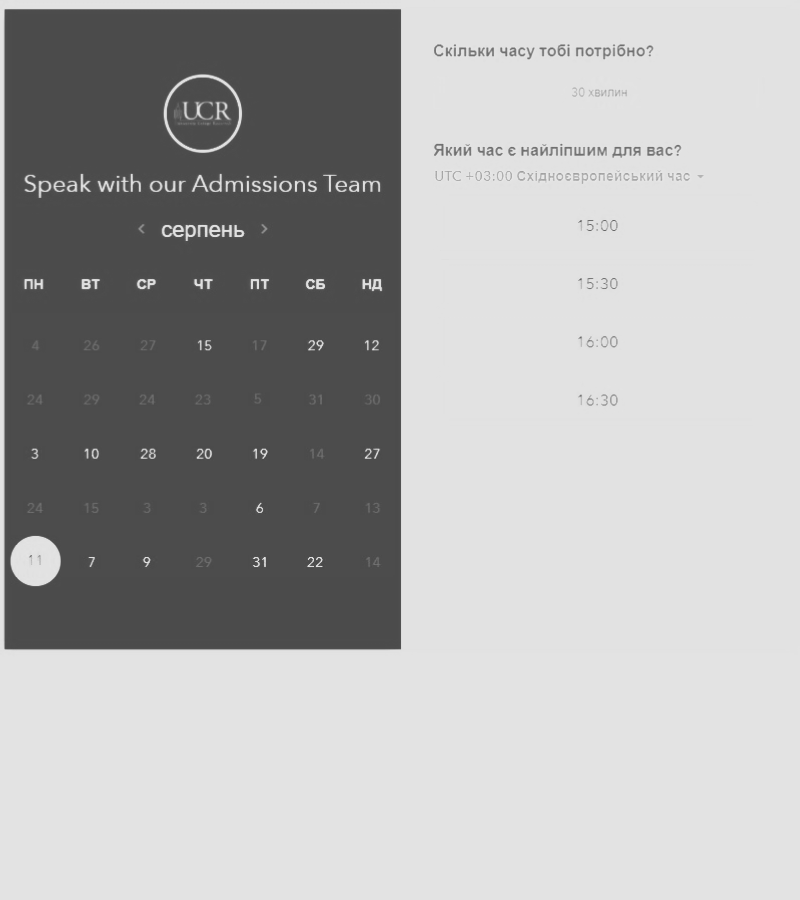 UCR
Speak with our Admissions Team
серпень
ПН ВТ СР ЧТ ПТ СБ НД
4 26 27 15 17 29 12
24 29 24 23 5 31 30
3 10 28 20 19 14 27
24 15 3 3 6 7 13
11 7 9 29 31 22 14
Скільки часу тобі потрібно?
30 хвилин
Який час є найліпшим для вас?
UTC +03:00 Східноєвропейський час
15:00
15:30
16:00
16:30